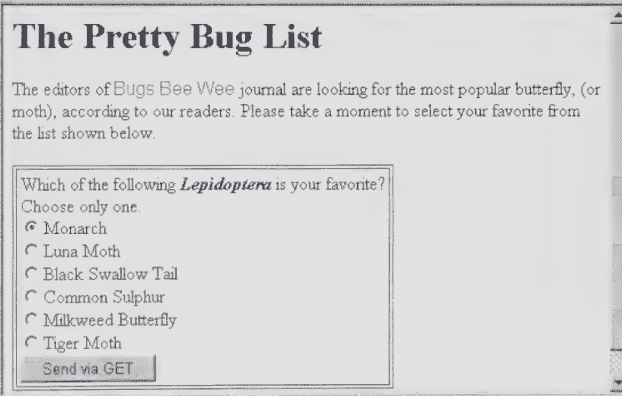 The Pretty Bug List
The editors of Bugs Bee Wee journal are looking for the most popular butterfly, (or
moth), according to our readers. Please take a moment to select your favorite from
the list shown below.
Which of the following Lepidoptera is your favorite?
Choose only one.
Monarch
Luna Moth
Black Swallow Tail
Common Sulphur
Milkweed Butterfly
Tiger Moth
Send via GET